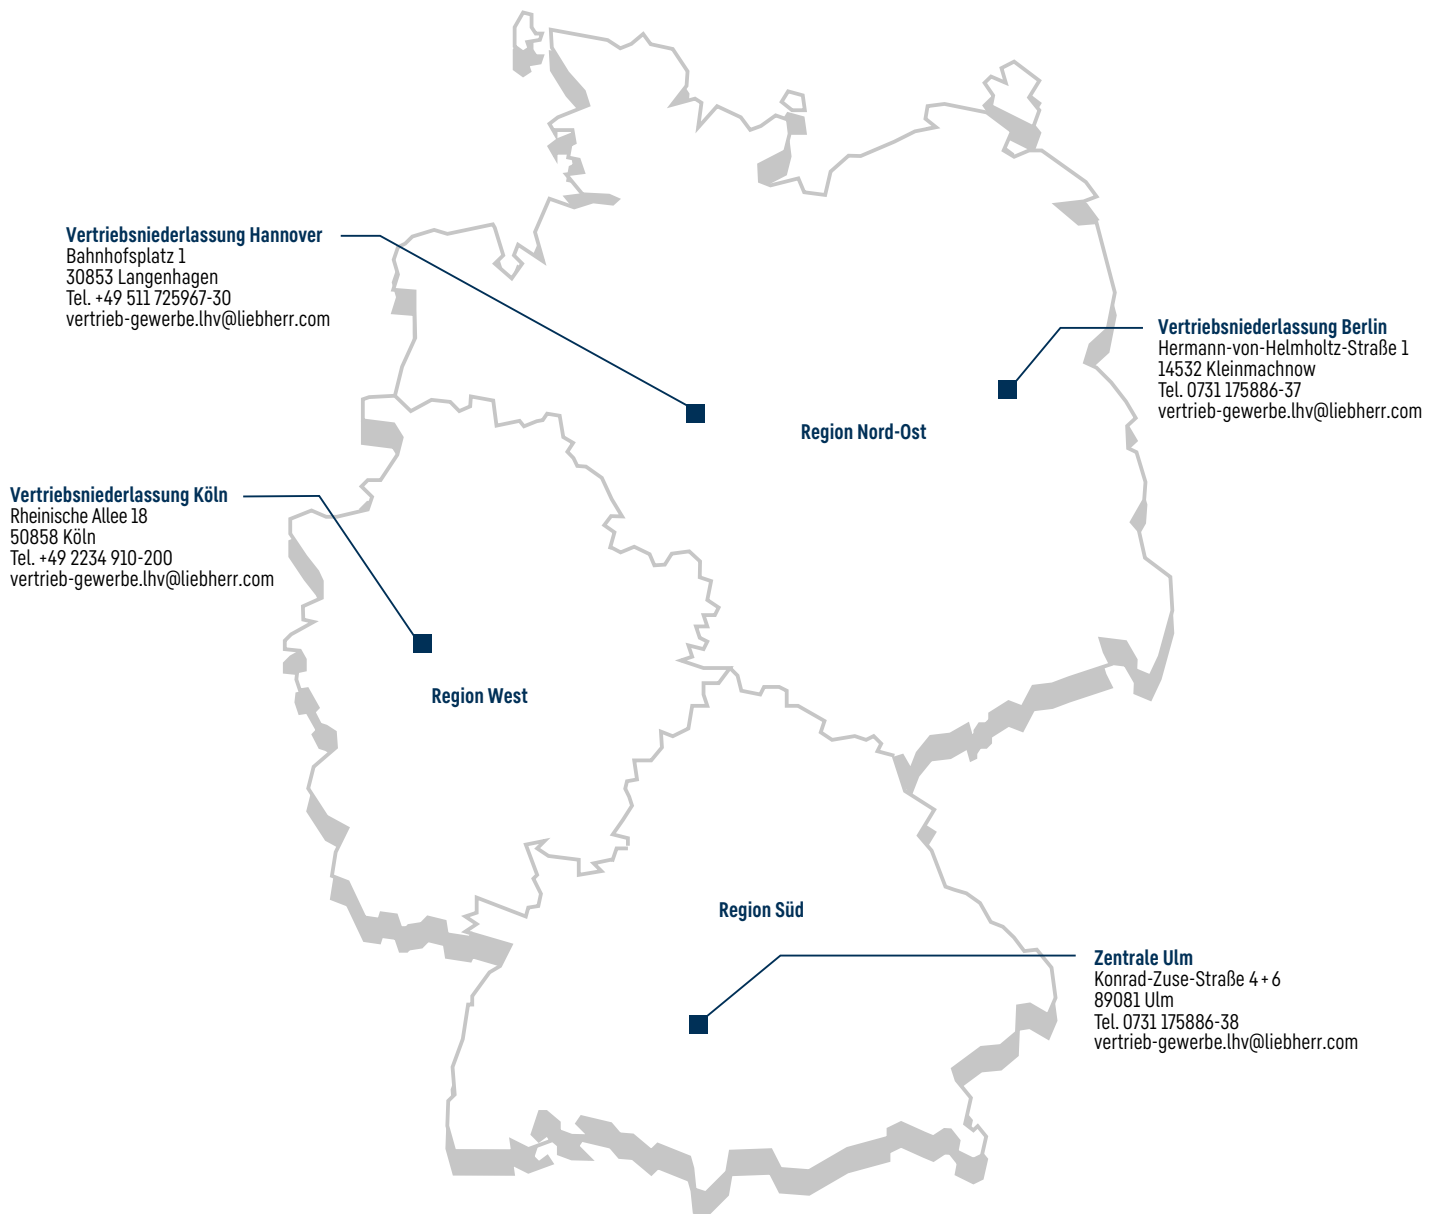 Vertriebsniederlassung Hannover
Bahnhofsplatz 1
30853 Langenhagen
Tel. +49 511 725967-30
vertrieb-gewerbe.lhv@liebherr.com
Vertriebsniederlassung Berlin
Hermann-von-Helmholtz-Straße 1
14532 Kleinmachnow
Tel. 0731 175886-37
vertrieb-gewerbe.lhv@liebherr.com
Region Nord-Ost
Vertriebsniederlassung Köln
Rheinische Allee 18
50858 Köln
Tel. +49 2234 910-200
vertrieb-gewerbe.lhv@liebherr.com
Region West
Region Süd
Zentrale Ulm
Konrad-Zuse-Straße 4 + 6
89081 Ulm
Tel. 0731 175886-38
vertrieb-gewerbe.lhv@liebherr.com